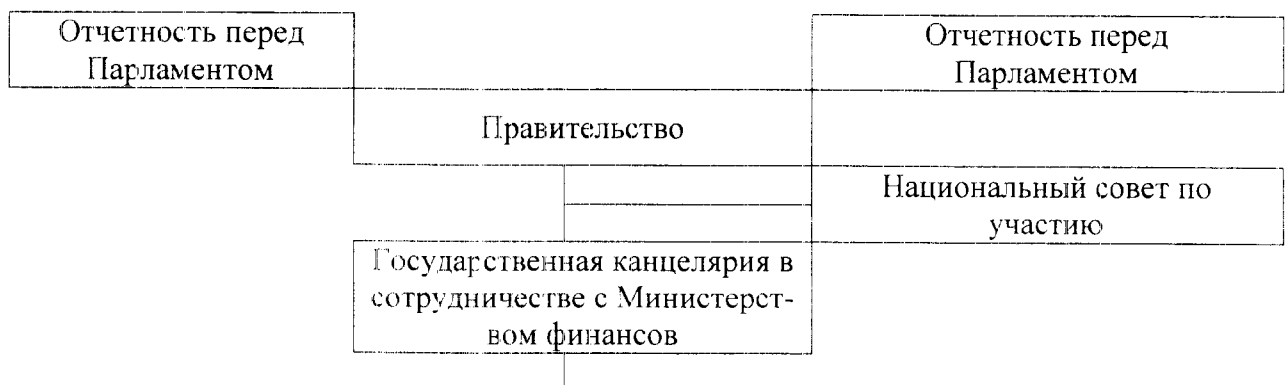 Отчетность перед
Парламентом
Отчетность перед
Парламентом
Правительство
Национальный совет по
участию
Государственная канцелярия в
сотрудничестве с Министерст-
вом финансов